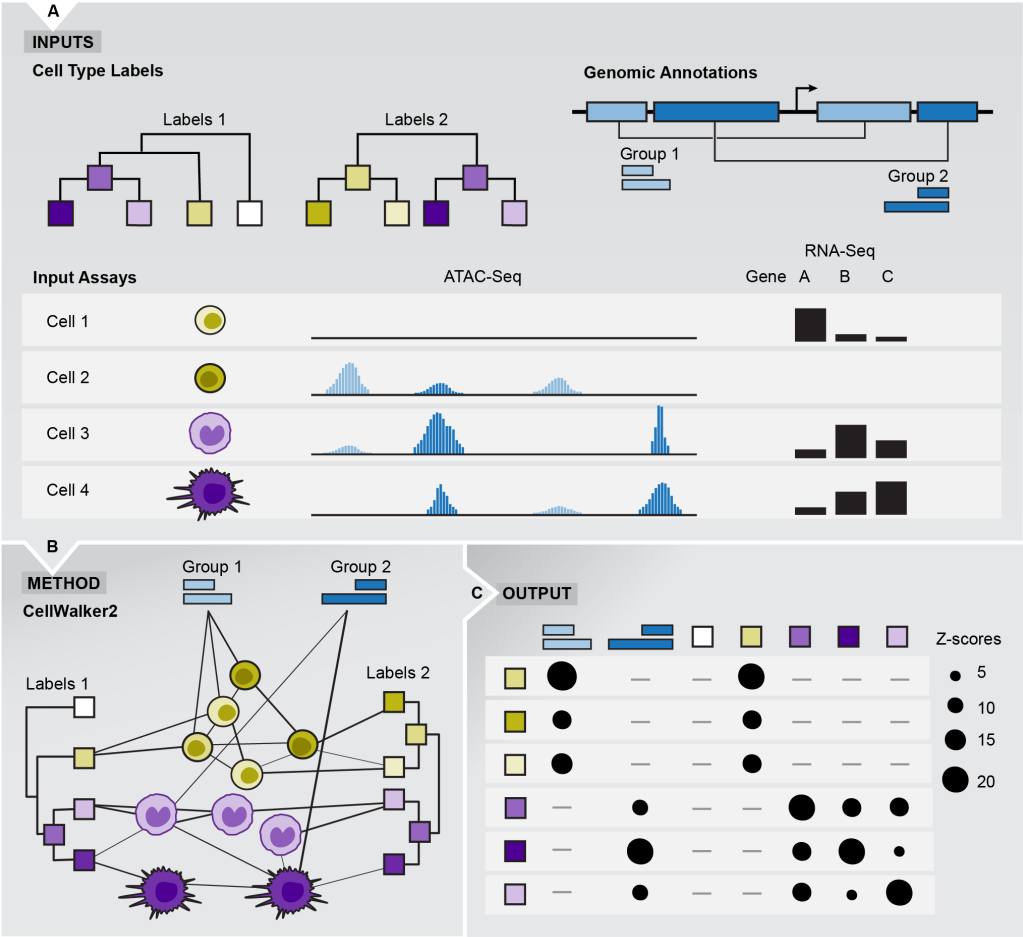 A
INPUTS
Cell Type Labels
Genomic Annotations
Labels 1
Labels 2
Group 1
Group 2
RNA-Seq
Input Assays
ATAC-Seq
Gene A B C
Cell 1
Cell 2
Cell 3
Cell 4
B
METHOD
CellWalker2
Group 1
Group 2
Labels 1
Labels 2
C OUTPUT
Z-scores
5
10
15
20